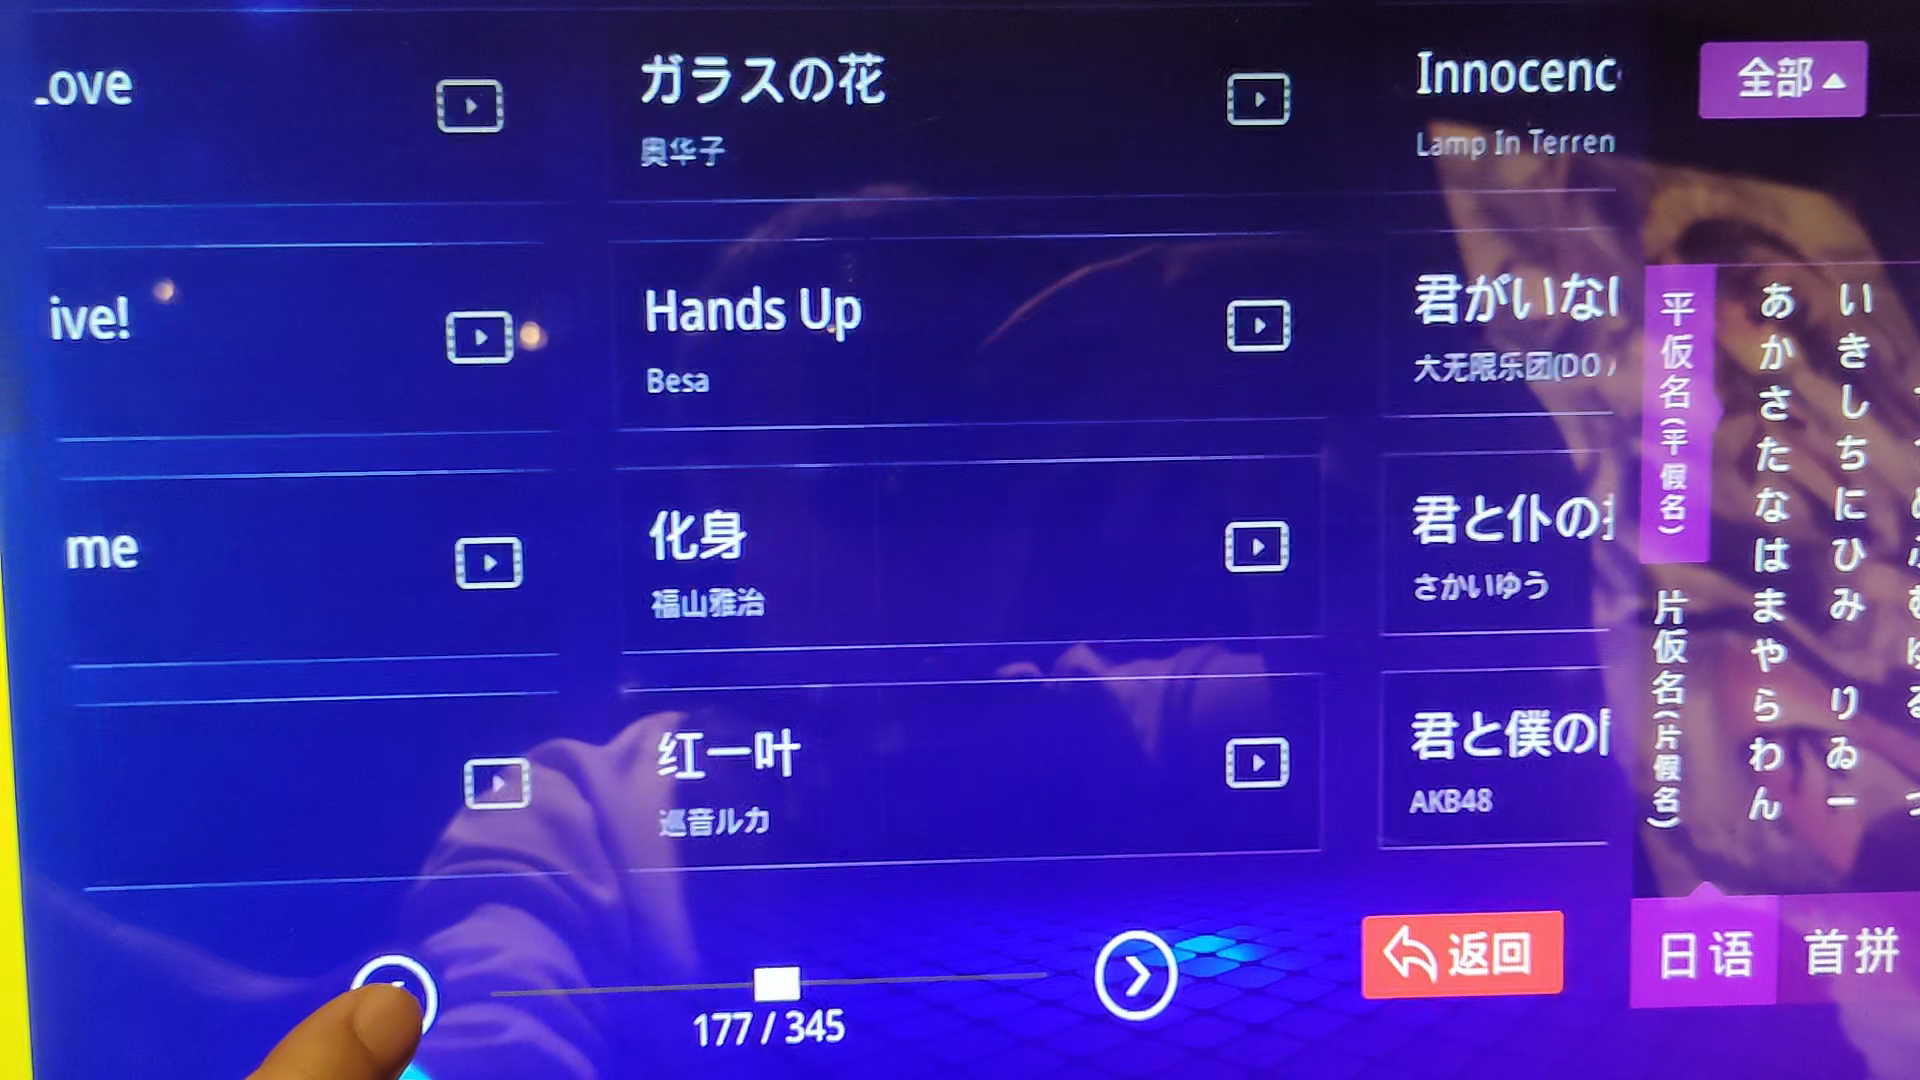 ove
ガラスの花
奥华子
Innocenc
Lamp In Terren
ive!
Hands Up
Besa
君がいな
大无限乐团(DO
me
化身
福山雅治
君と仆の
さかいゆう
红一叶
巡音ルカ
君と僕の
AKB48
177 / 345
返回
全部
平仮名(平假名)
片仮名(片假名)
あかさたなはまやらわん
いきしちにひみ りゐー
日语
首拼